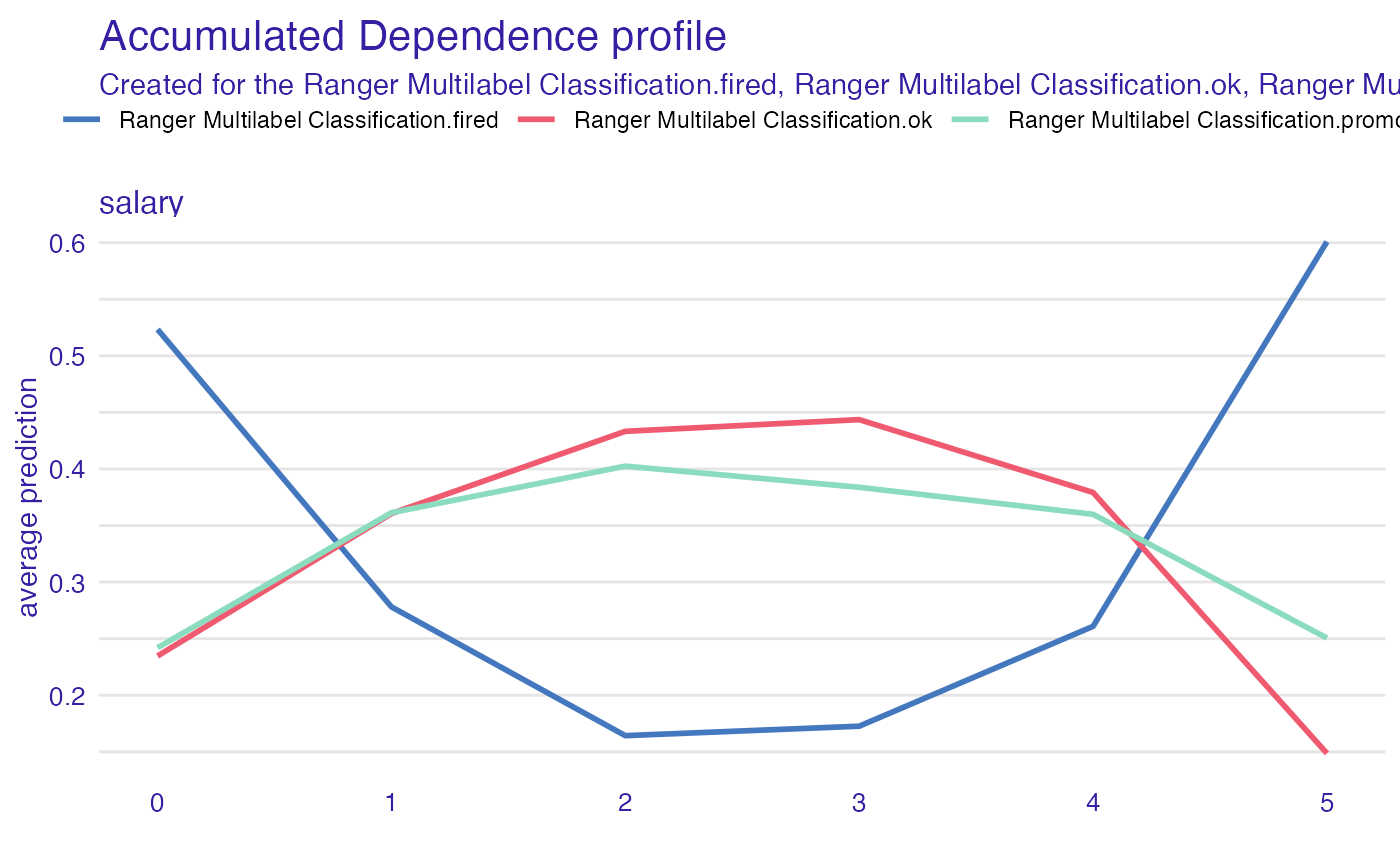 Accumulated Dependence profile
Created for the Ranger Multilabel Classification.fired, Ranger Multilabel Classification.ok, Ranger Mu
Ranger Multilabel Classification.fired Ranger Multilabel Classification.ok Ranger Multilabel Classification.promo
salary
0.6
0.5
0.4
0.3
0.2
average prediction
0 1 2 3 4 5